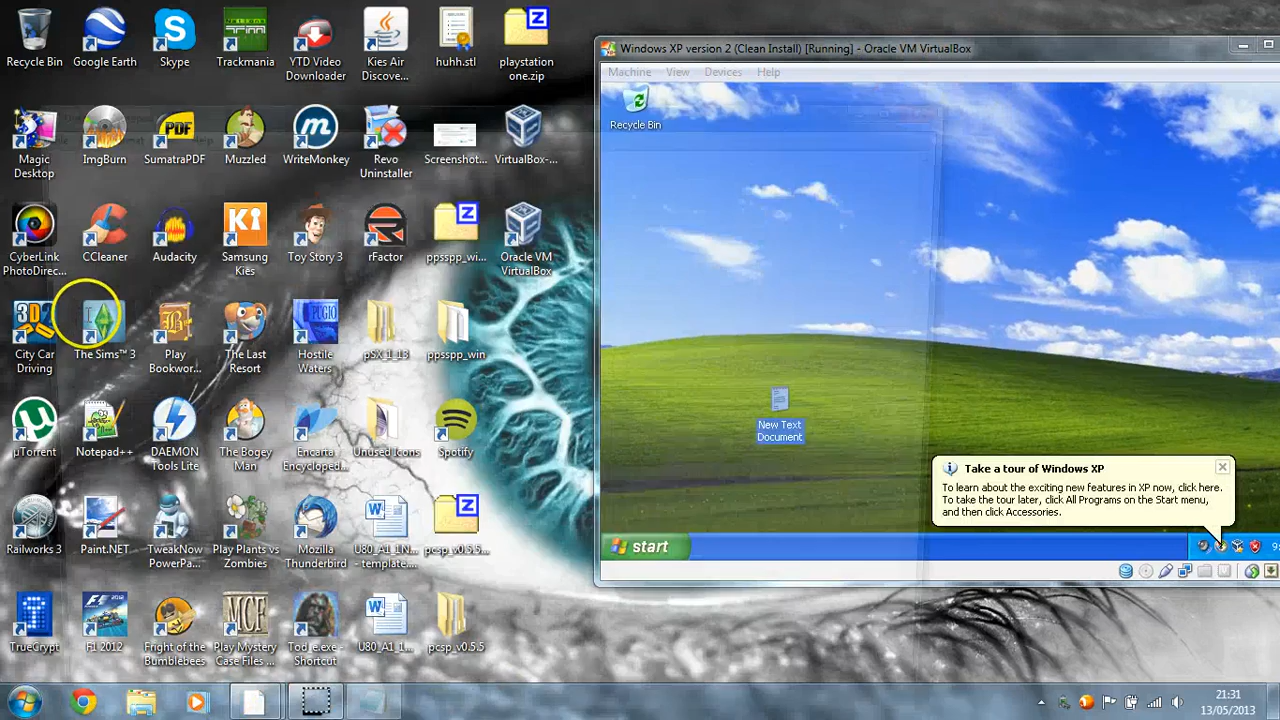 Recycle Bin
Google Earth
Skype
Trackmania
YTD Video
Downloader
Kies Air
Discove...
huhh.stl
playstation
one.zip
Magic
Desktop
ImgBurn
SumatraPDF
Muzzled
WriteMonkey
Revo
Uninstaller
Screenshot...
VirtualBox-...
CyberLink
PhotoDirec...
CCleaner
Audacity
Samsung
Kies
Toy Story 3
rFactor
ppsspp_wi...
Oracle VM
VirtualBox
City Car
Driving
The Sims™ 3
Play
Bookwor...
The Last
Resort
Hostile
Waters
pSX_1_13
ppsspp_win
µTorrent
Notepad++
DAEMON
Tools Lite
The Bogey
Man
Encarta
Encycloped...
Unused Icons
Spotify
Railworks 3
Paint.NET
TweakNow
PowerPa...
Play Plants vs
Zombies
Mozilla
Thunderbird
U80_A1_1N...
- template....
pcsp_v0.5.5...
TrueCrypt
F1 2012
Fright of the
Bumblebees
Play Mystery
Case Files ...
Tod_e.exe -
Shortcut
U80_A1_1...
pcsp_v0.5.5
Windows XP version 2 (Clean Install) [Running] - Oracle VM VirtualBox
Machine View Devices Help
Recycle Bin
New Text
Document
Take a tour of Windows XP
To learn about the exciting new features in XP now, click here.
To take the tour later, click All Programs on the Start menu,
and then click Accessories.
start
21:31
13/05/2013